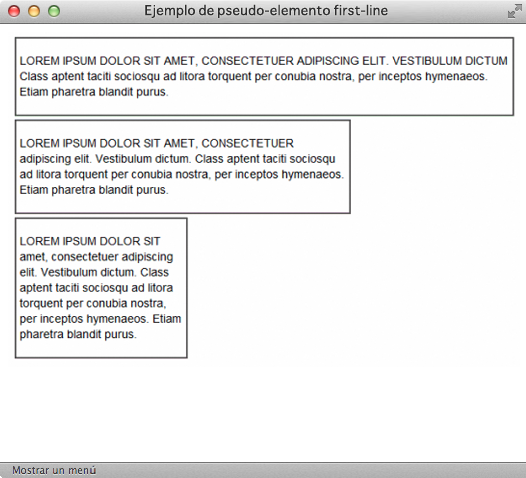 Ejemplo de pseudo-elemento first-line
LOREM IPSUM DOLOR SIT AMET, CONSECTETUER ADIPISCING ELIT. VESTIBULUM DICTUM
Class aptent taciti sociosqu ad litora torquent per conubia nostra, per inceptos hymenaeos.
Etiam pharetra blandit purus.
LOREM IPSUM DOLOR SIT AMET, CONSECTETUER
adipiscing elit. Vestibulum dictum. Class aptent taciti sociosqu
ad litora torquent per conubia nostra, per inceptos hymenaeos.
Etiam pharetra blandit purus.
LOREM IPSUM DOLOR SIT
amet, consectetuer adipiscing
elit. Vestibulum dictum. Class
aptent taciti sociosqu ad litora
torquent per conubia nostra,
per inceptos hymenaeos. Etiam
pharetra blandit purus.
Mostrar un menú